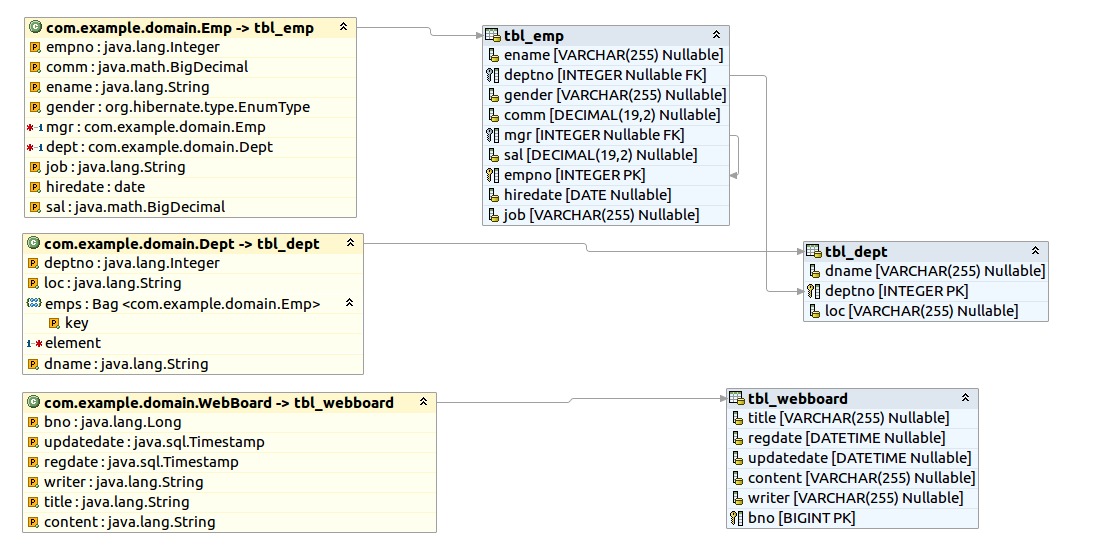 com.example.domain.Emp -> tbl_emp
empno : java.lang.Integer
comm : java.math.BigDecimal
ename : java.lang.String
gender : org.hibernate.type.EnumType
mgr : com.example.domain.Emp
dept : com.example.domain.Dept
job : java.lang.String
hiredate : date
sal : java.math.BigDecimal
tbl_emp
ename [VARCHAR(255) Nullable]
deptno [INTEGER Nullable FK]
gender [VARCHAR(255) Nullable]
comm [DECIMAL(19,2) Nullable]
mgr [INTEGER Nullable FK]
sal [DECIMAL(19,2) Nullable]
empno [INTEGER PK]
hiredate [DATE Nullable]
job [VARCHAR(255) Nullable]
com.example.domain.Dept -> tbl_dept
deptno : java.lang.Integer
loc : java.lang.String
emps : Bag <com.example.domain.Emp>
key
element
dname : java.lang.String
tbl_dept
dname [VARCHAR(255) Nullable]
deptno [INTEGER PK]
loc [VARCHAR(255) Nullable]
com.example.domain.WebBoard -> tbl_webboard
bno : java.lang.Long
updatedate : java.sql.Timestamp
regdate : java.sql.Timestamp
writer : java.lang.String
title : java.lang.String
content : java.lang.String
tbl_webboard
title [VARCHAR(255) Nullable]
regdate [DATETIME Nullable]
updatedate [DATETIME Nullable]
content [VARCHAR(255) Nullable]
writer [VARCHAR(255) Nullable]
bno [BIGINT PK]